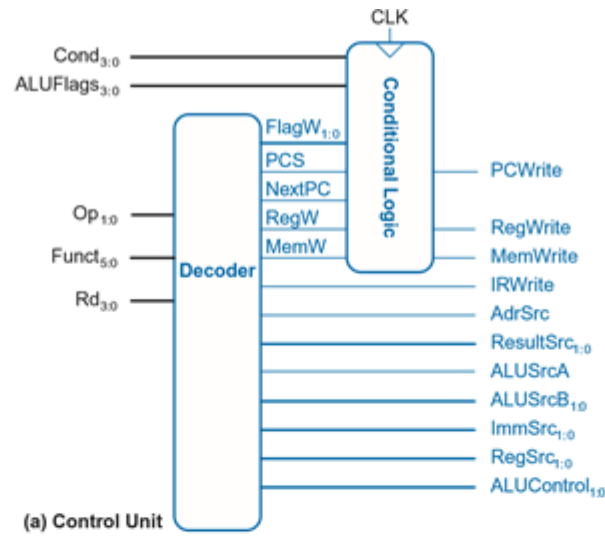 CLK
Cond3:0
ALUFlags3:0
Conditional Logic
FlagW1:0
PCS
PCWrite
NextPC
Op1:0
RegW
RegWrite
Funct5:0
Decoder
MemW
MemWrite
Rd3:0
IRWrite
AdrSrc
ResultSrc1:0
ALUSrcA
ALUSrcB1:0
ImmSrc1:0
RegSrc1:0
ALUControl1:0
(a) Control Unit